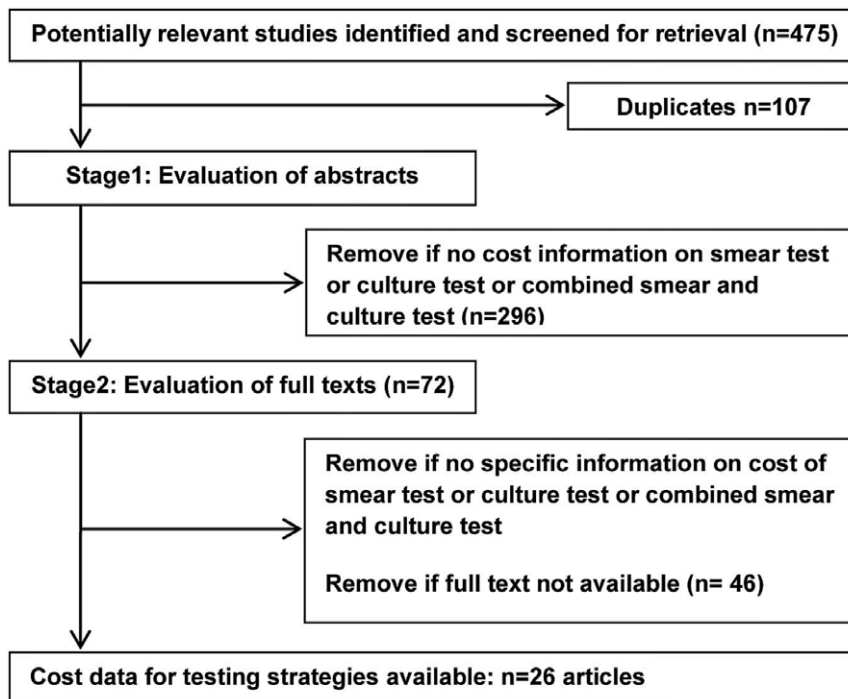 Potentially relevant studies identified and screened for retrieval (n=475)
Duplicates n=107
Stage1: Evaluation of abstracts
Remove if no cost information on smear test
or culture test or combined smear and
culture test (n=296)
Stage2: Evaluation of full texts (n=72)
Remove if no specific information on cost of
smear test or culture test or combined smear
and culture test
Remove if full text not available (n= 46)
Cost data for testing strategies available: n=26 articles